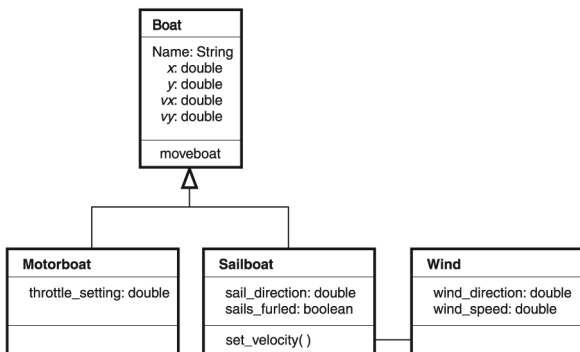 Boat
Name: String
x: double
y: double
vx: double
vy: double
moveboat
Motorboat
throttle_setting: double
Sailboat
sail_direction: double
sails_furled: boolean
set_velocity( )
Wind
wind_direction: double
wind_speed: double